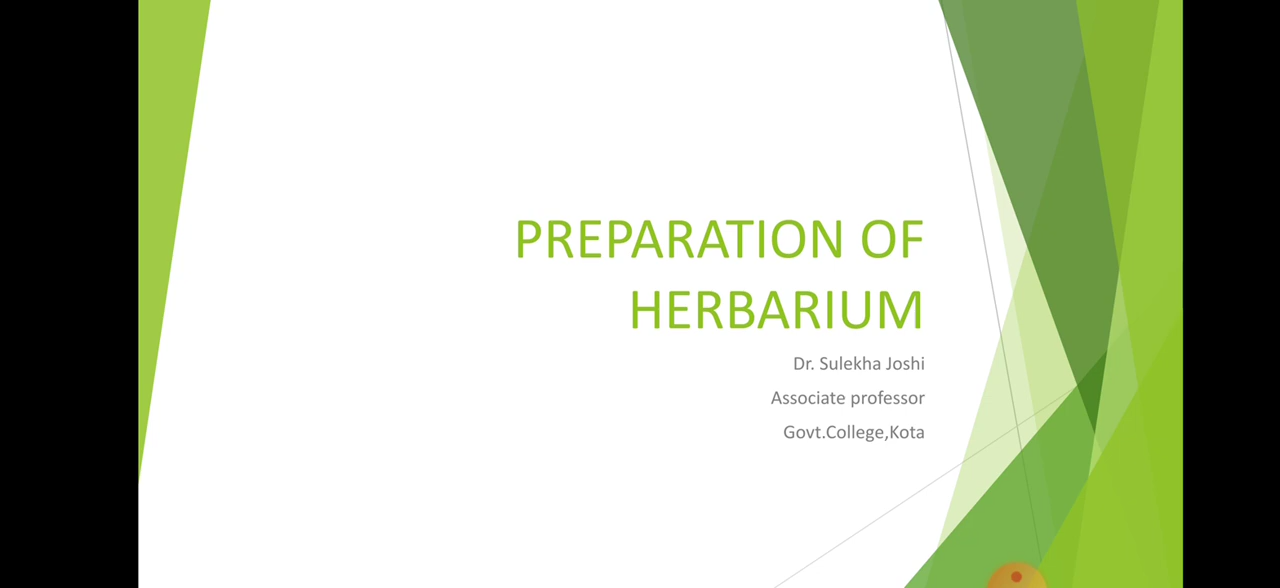 PREPARATION OF
HERBARIUM
Dr. Sulekha Joshi
Associate professor
Govt.College,Kota